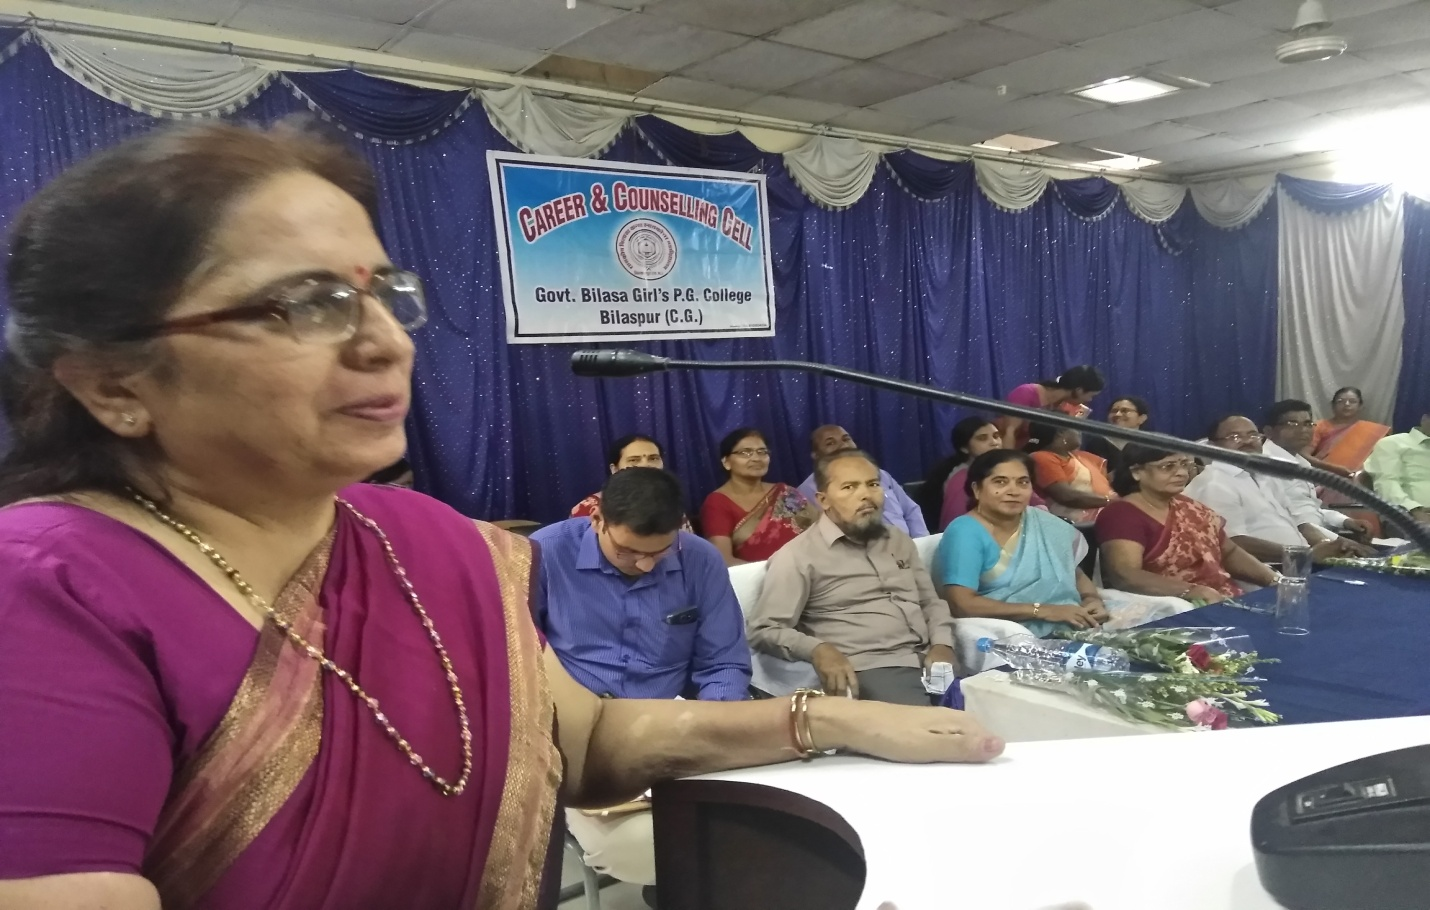 CAREER & COUNSELLING CELL
Govt. Bilasa Girl's P.G. College
Bilaspur (C.G.)